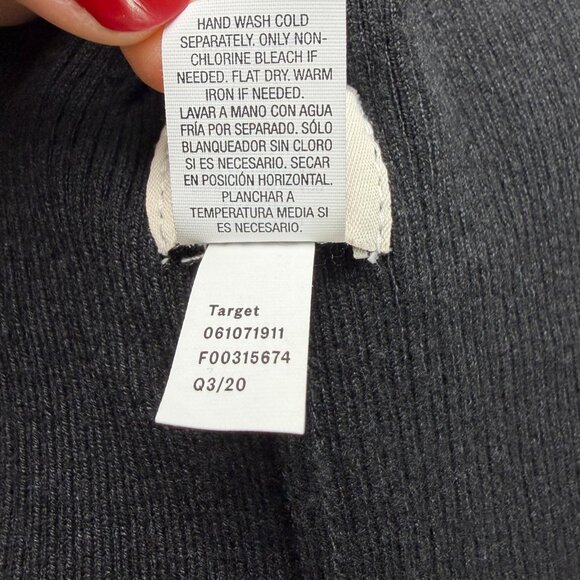 HAND WASH COLD
SEPARATELY. ONLY NON-
CHLORINE BLEACH IF
NEEDED. FLAT DRY. WARM
IRON IF NEEDED.
LAVAR A MANO CON AGUA
FRÍA POR SEPARADO. SÓLO
BLANQUEADOR SIN CLORO
SI ES NECESARIO. SECAR
EN POSICIÓN HORIZONTAL.
PLANCHAR A
TEMPERATURA MEDIA SI
ES NECESARIO.
Target
061071911
F00315674
Q3/20